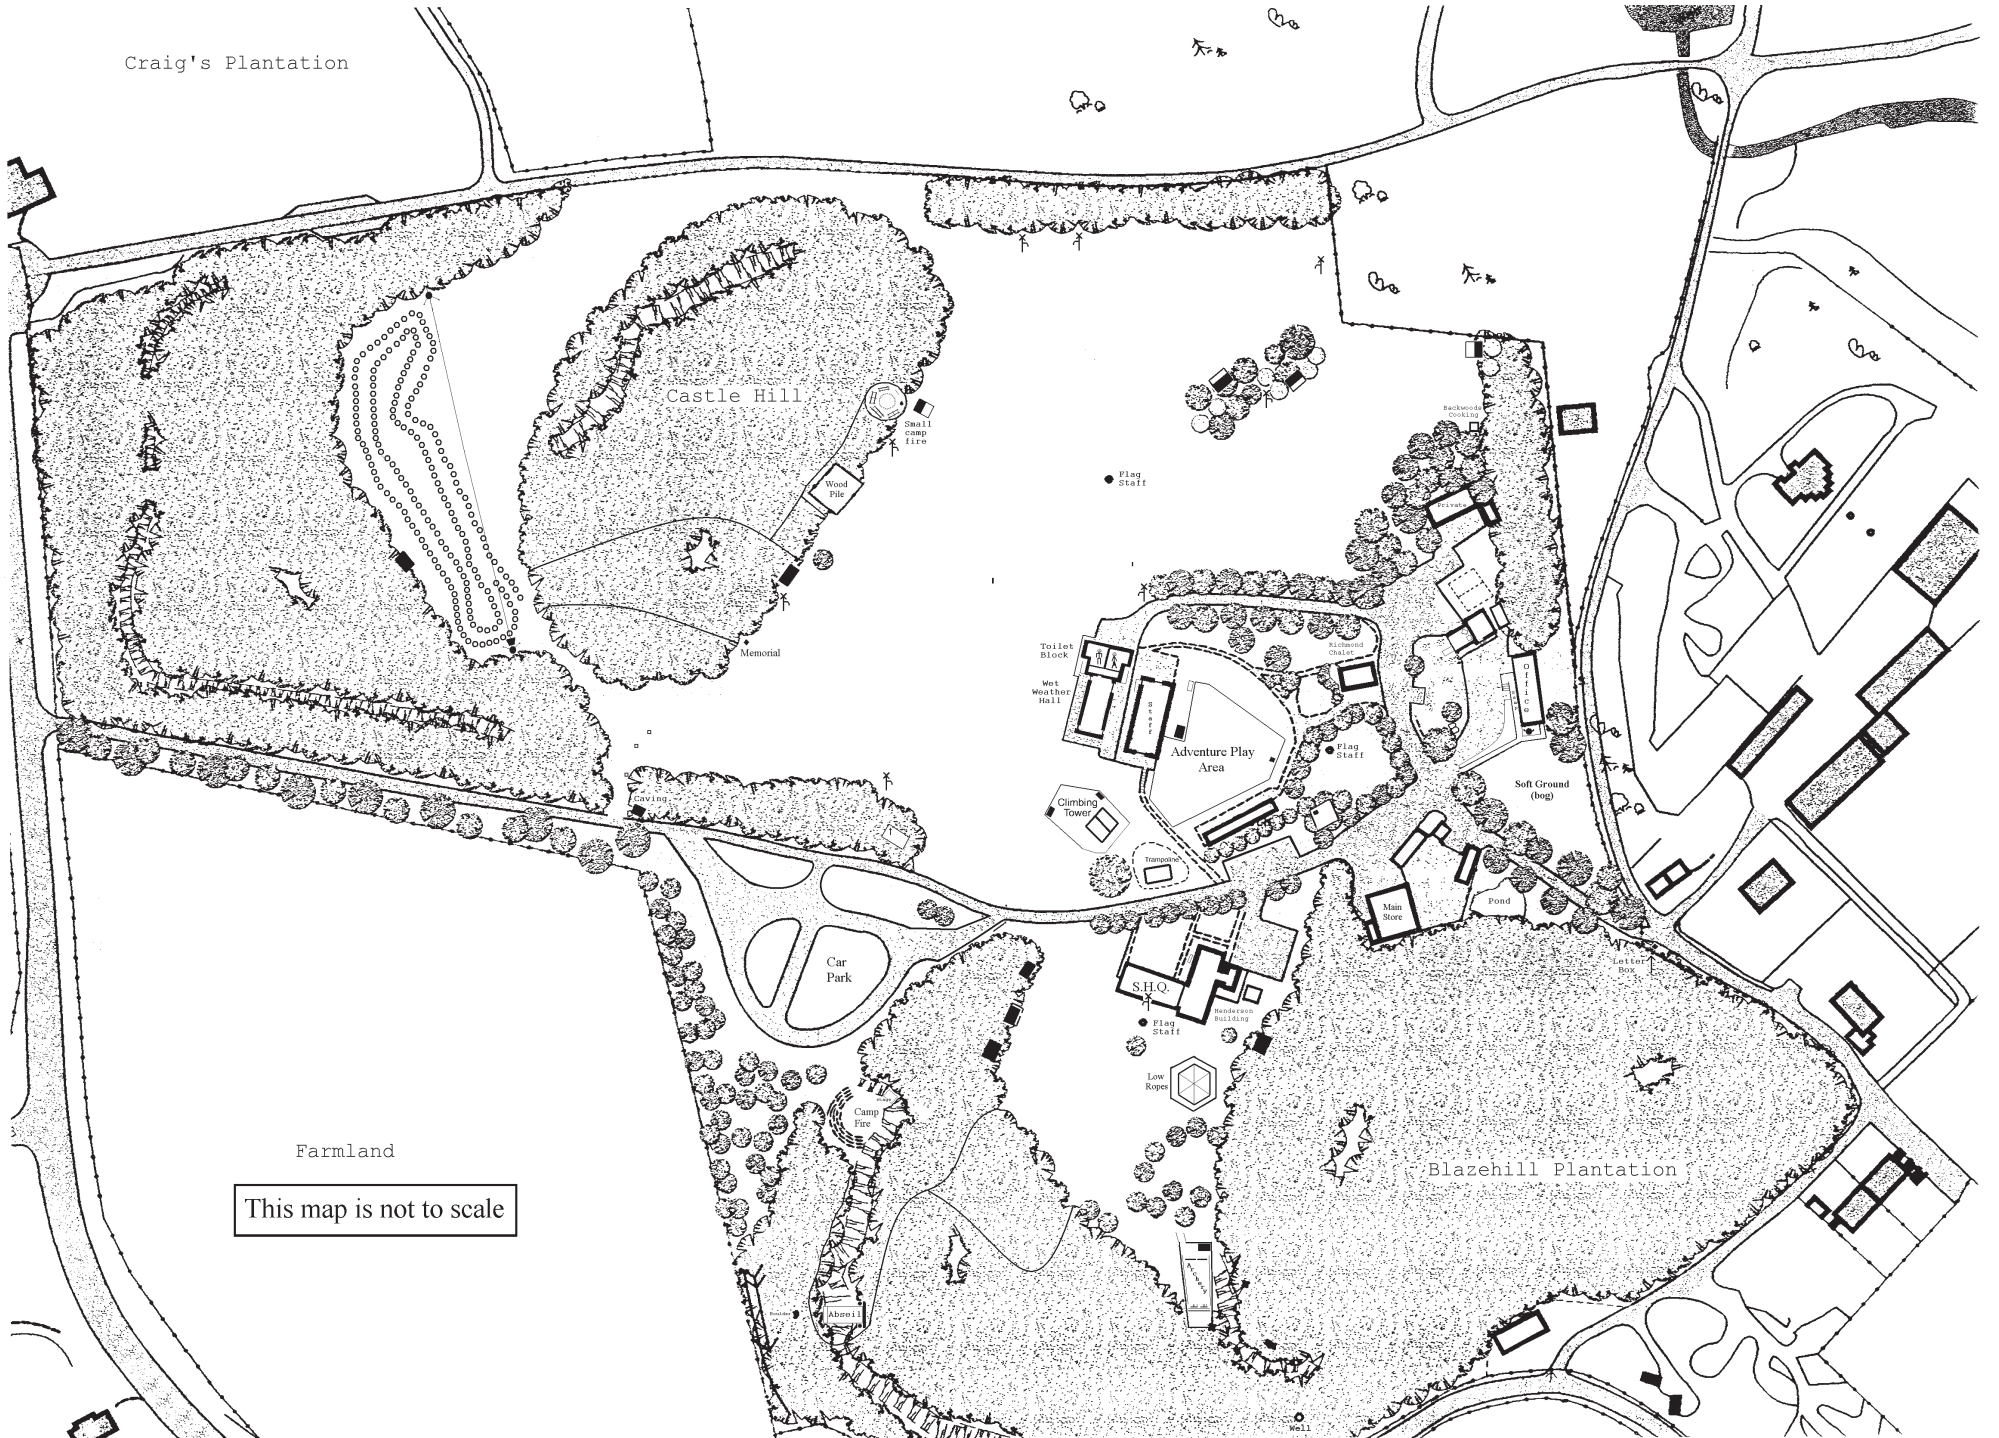 Craig's Plantation
Castle Hill
Small
camp
fire
Wood
Pile
Flag
Staff
Backwoods
Cooking
Private
Memorial
Toilet
Block
Wet
Weather
Hall
Staff
Richmond
Chalet
Office
Adventure Play
Area
Flag
Staff
Soft Ground
(bog)
Caving
Climbing
Tower
Trampoline
Main
Store
Pond
Letter
Box
Car
Park
S.H.Q.
Henderson
Building
Flag
Staff
Low
Ropes
Camp
Fire
Farmland
This map is not to scale
Blazehill Plantation
Archery
Boulder
Abseil
Well